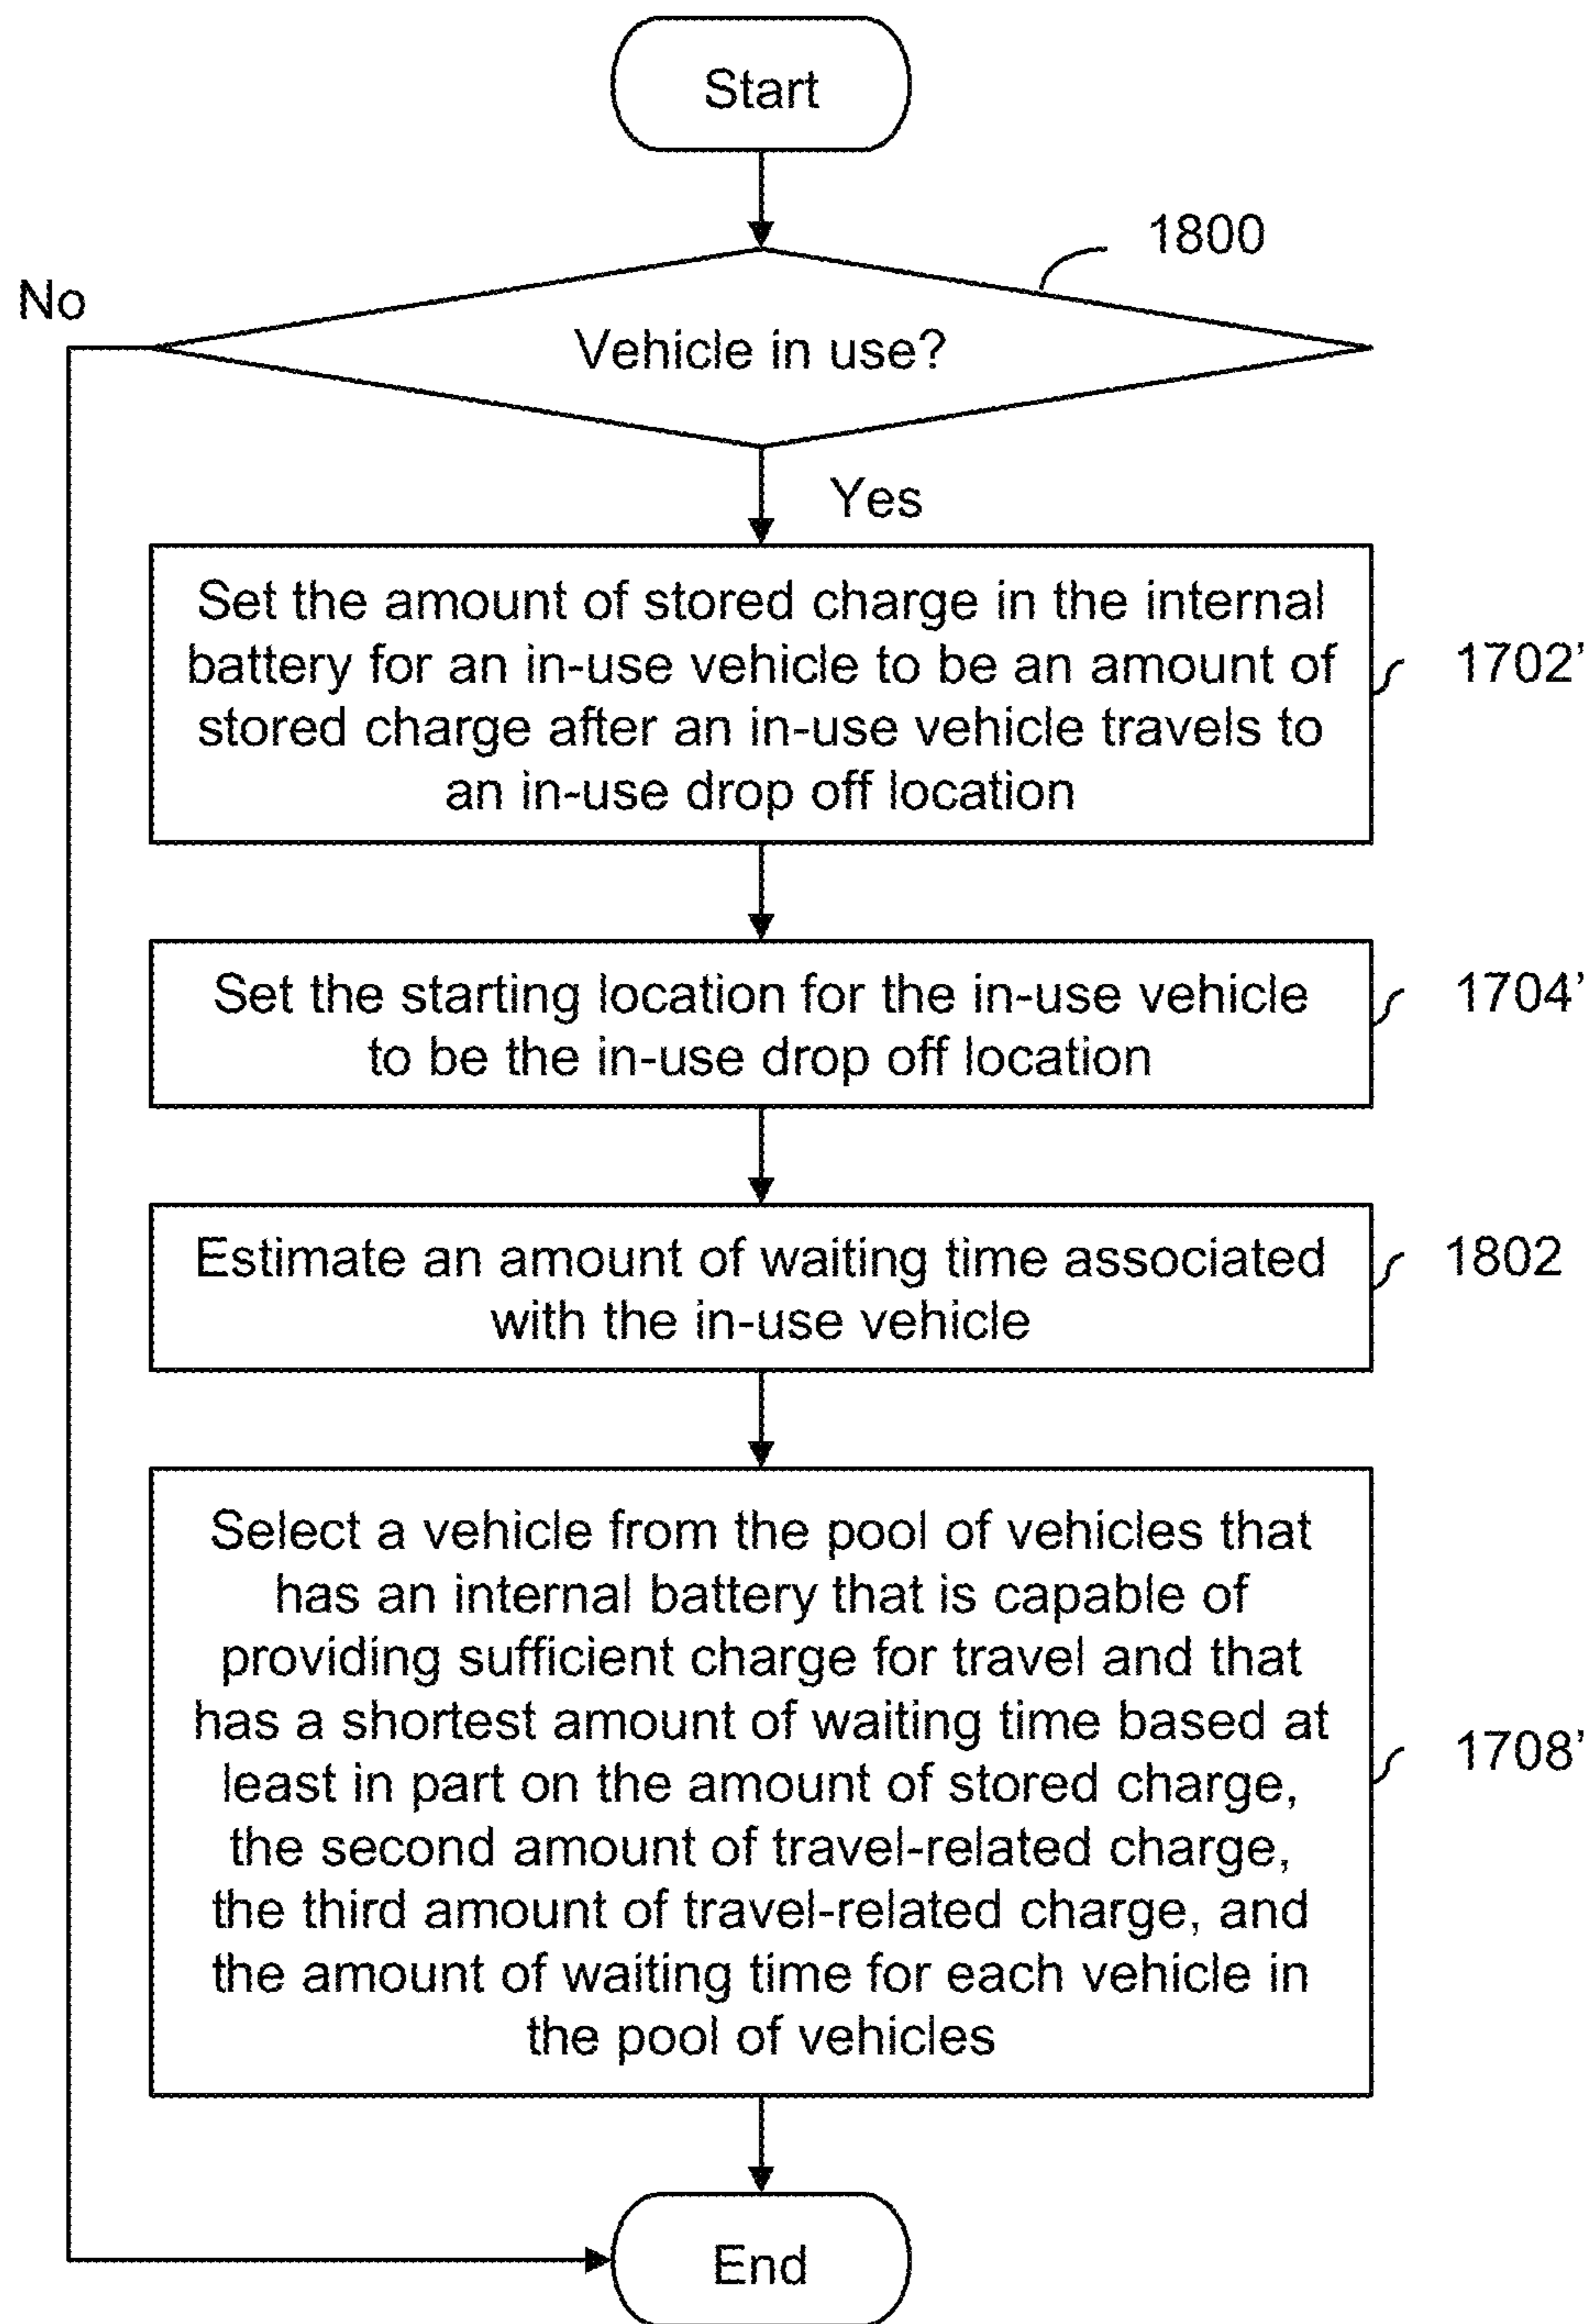 Start
1800
No
Vehicle in use?
Yes
Set the amount of stored charge in the internal
battery for an in-use vehicle to be an amount of
stored charge after an in-use vehicle travels to
an in-use drop off location
1702’
Set the starting location for the in-use vehicle
to be the in-use drop off location
1704’
Estimate an amount of waiting time associated
with the in-use vehicle
1802
Select a vehicle from the pool of vehicles that
has an internal battery that is capable of
providing sufficient charge for travel and that
has a shortest amount of waiting time based at
least in part on the amount of stored charge,
the second amount of travel-related charge,
the third amount of travel-related charge, and
the amount of waiting time for each vehicle in
the pool of vehicles
1708’
End